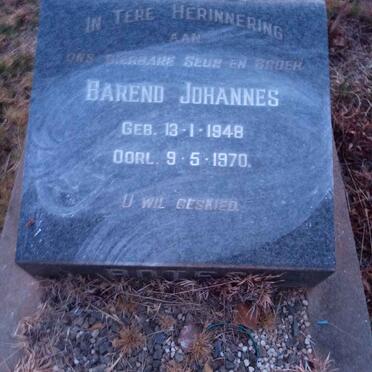 IN TERE HERINNERING
AAN
ONS DIERBARE SEUN EN BROER
BAREND JOHANNES
GEB. 13·1·1948
OORL. 9·5·1970.
U WIL GESKIED.